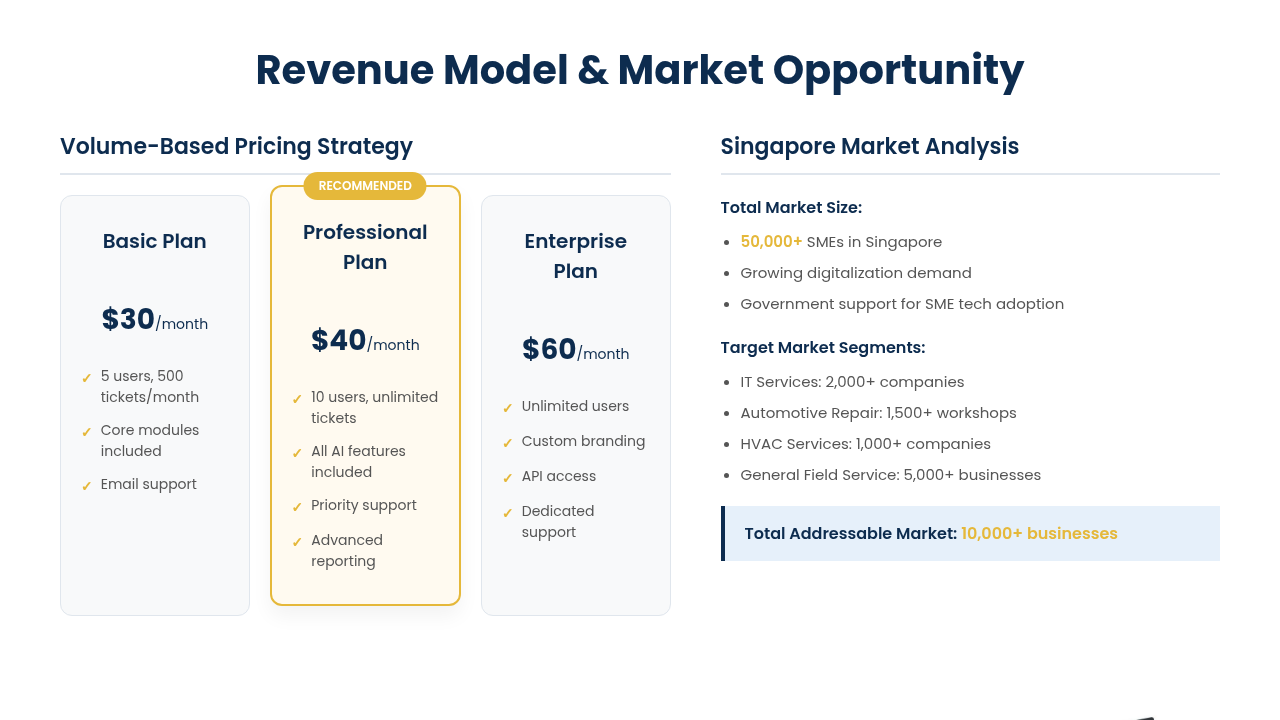 Revenue Model & Market Opportunity
Volume-Based Pricing Strategy
Basic Plan
$30/month
✓ 5 users, 500
tickets/month
✓ Core modules
included
✓ Email support
RECOMMENDED
Professional
Plan
$40/month
✓ 10 users, unlimited
tickets
✓ All AI features
included
✓ Priority support
✓ Advanced
reporting
Enterprise
Plan
$60/month
✓ Unlimited users
✓ Custom branding
✓ API access
✓ Dedicated
support
Singapore Market Analysis
Total Market Size:
• 50,000+ SMEs in Singapore
• Growing digitalization demand
• Government support for SME tech adoption
Target Market Segments:
• IT Services: 2,000+ companies
• Automotive Repair: 1,500+ workshops
• HVAC Services: 1,000+ companies
• General Field Service: 5,000+ businesses
Total Addressable Market: 10,000+ businesses